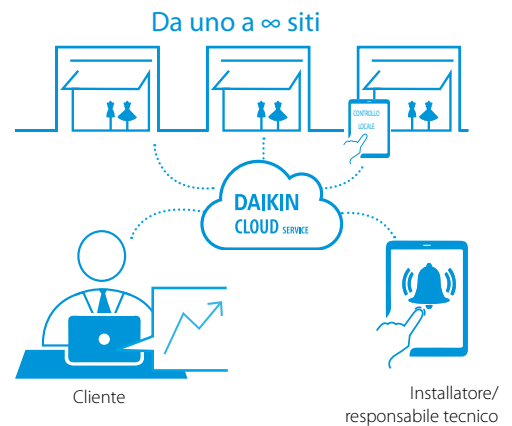 Da uno a ∞ siti
CONTROLLO
LOCALE
DAIKIN
CLOUD SERVICE
Cliente
Installatore/
responsabile tecnico